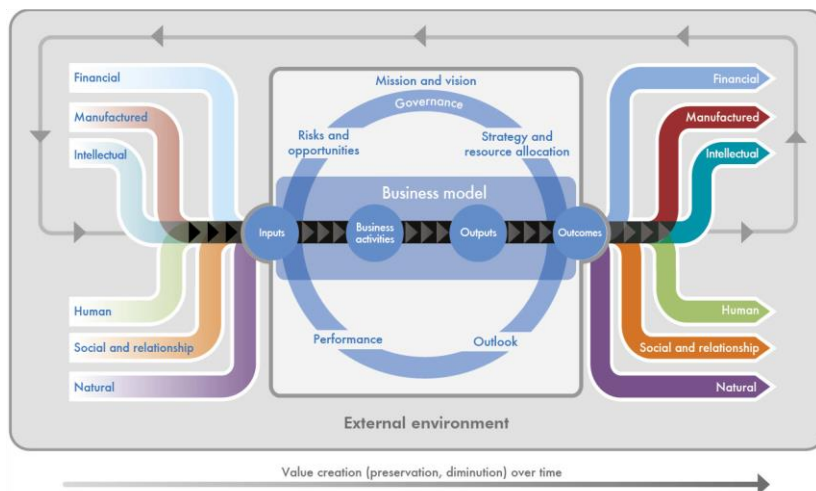 Mission and vision
Governance
Financial
Manufactured
Intellectual
Risks and
opportunities
Strategy and
resource allocation
Financial
Manufactured
Intellectual
Business model
Inputs
Business
activities
Outputs
Outcomes
Human
Social and relationship
Natural
Performance
Outlook
Human
Social and relationship
Natural
External environment
Value creation (preservation, diminution) over time